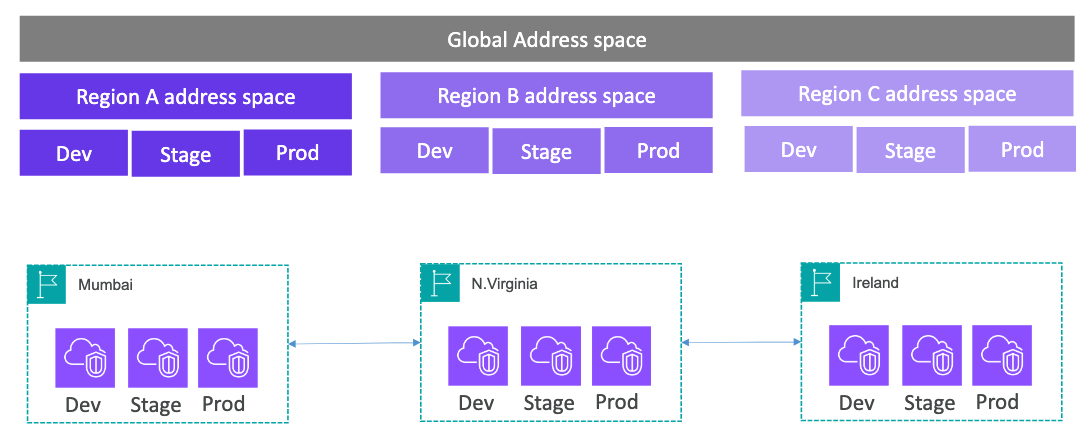 Global Address space
Region A address space
Region B address space
Region C address space
Dev
Stage
Prod
Dev
Stage
Prod
Dev
Stage
Prod
Mumbai
N.Virginia
Ireland
Dev
Stage
Prod
Dev
Stage
Prod
Dev
Stage
Prod